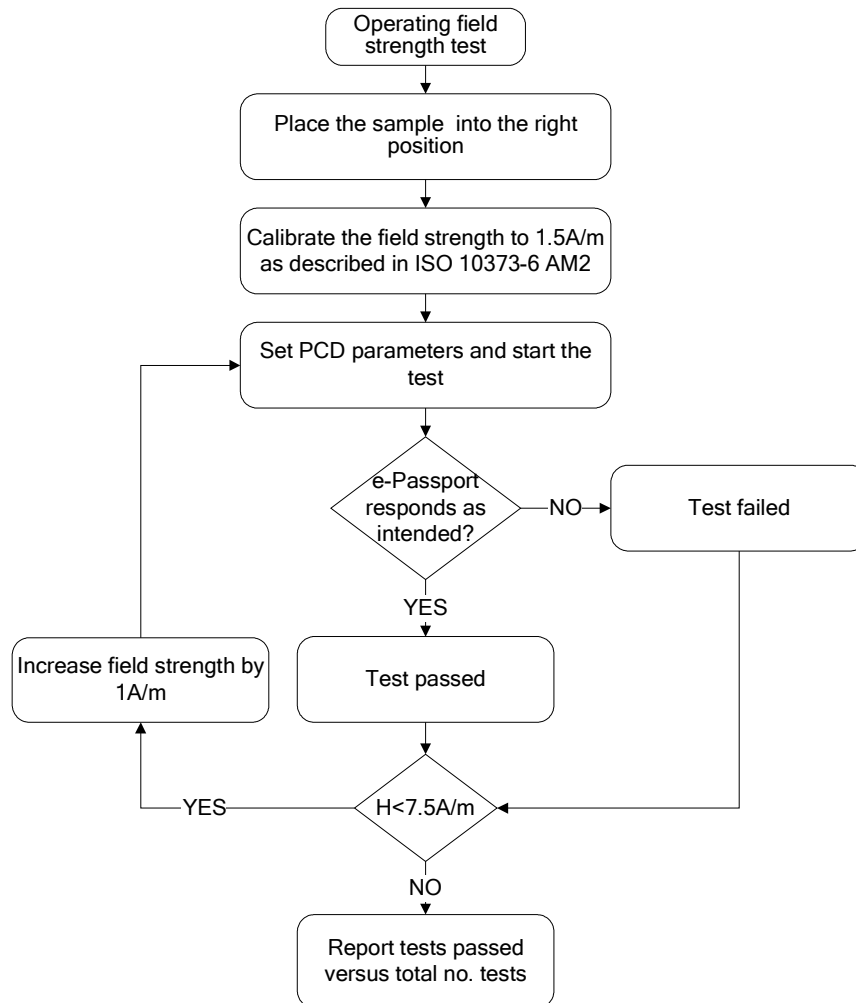 Operating field
strength test
Place the sample into the right
position
Calibrate the field strength to 1.5A/m
as described in ISO 10373-6 AM2
Set PCD parameters and start the
test
e-Passport
responds as
intended?
NO
Test failed
YES
Increase field strength by
1A/m
Test passed
YES
H<7.5A/m
NO
Report tests passed
versus total no. tests